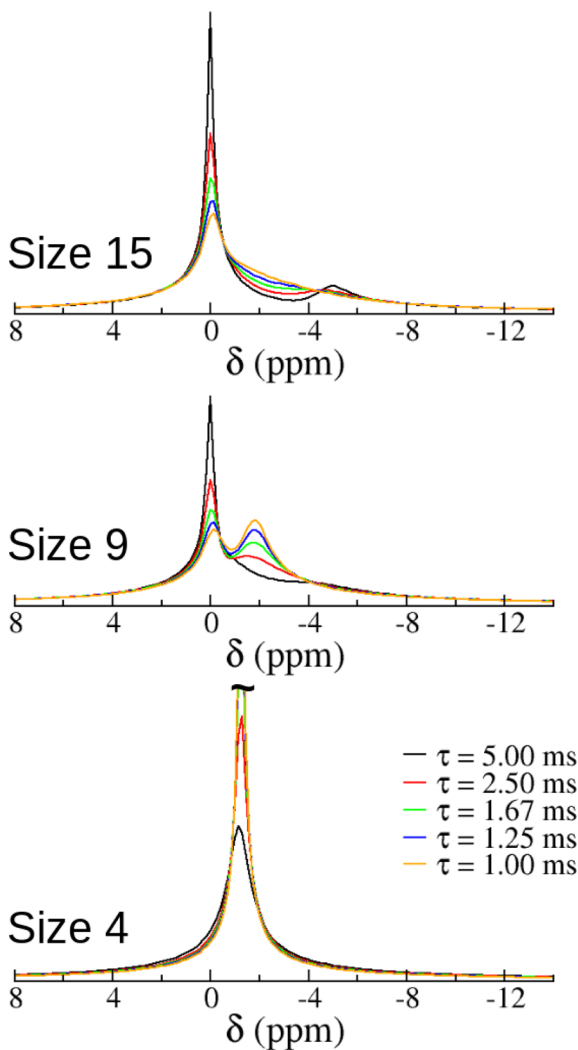 Size 15
8 4 0 -4 -8 -12
δ (ppm)
Size 9
8 4 0 -4 -8 -12
δ (ppm)
τ = 5.00 ms
τ = 2.50 ms
τ = 1.67 ms
τ = 1.25 ms
τ = 1.00 ms
Size 4
8 4 0 -4 -8 -12
δ (ppm)